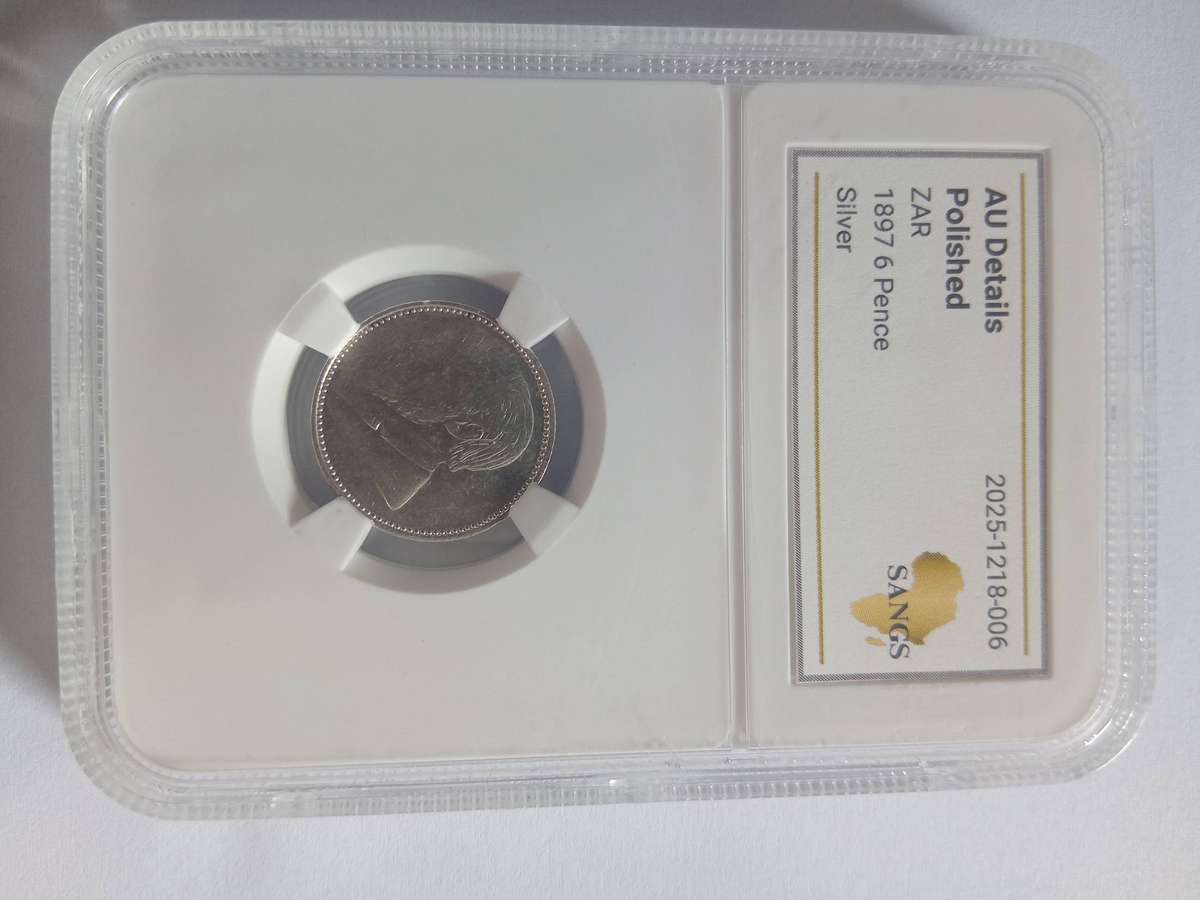 AU Details
Polished
ZAR
1897 6 Pence
Silver
2025-1218-006
SANGS